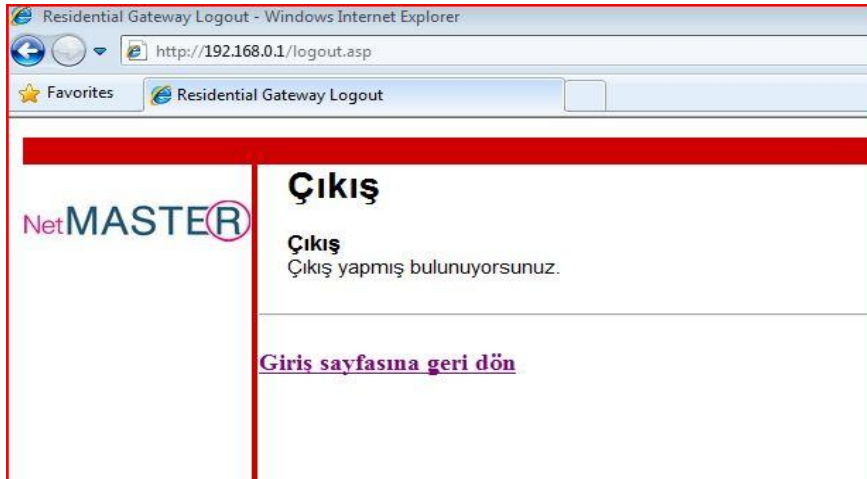 Residential Gateway Logout - Windows Internet Explorer
http://192.168.0.1/logout.asp
Favorites
Residential Gateway Logout
Çıkış
NetMASTER
Çıkış
Çıkış yapmış bulunuyorsunuz.
Giriş sayfasına geri dön